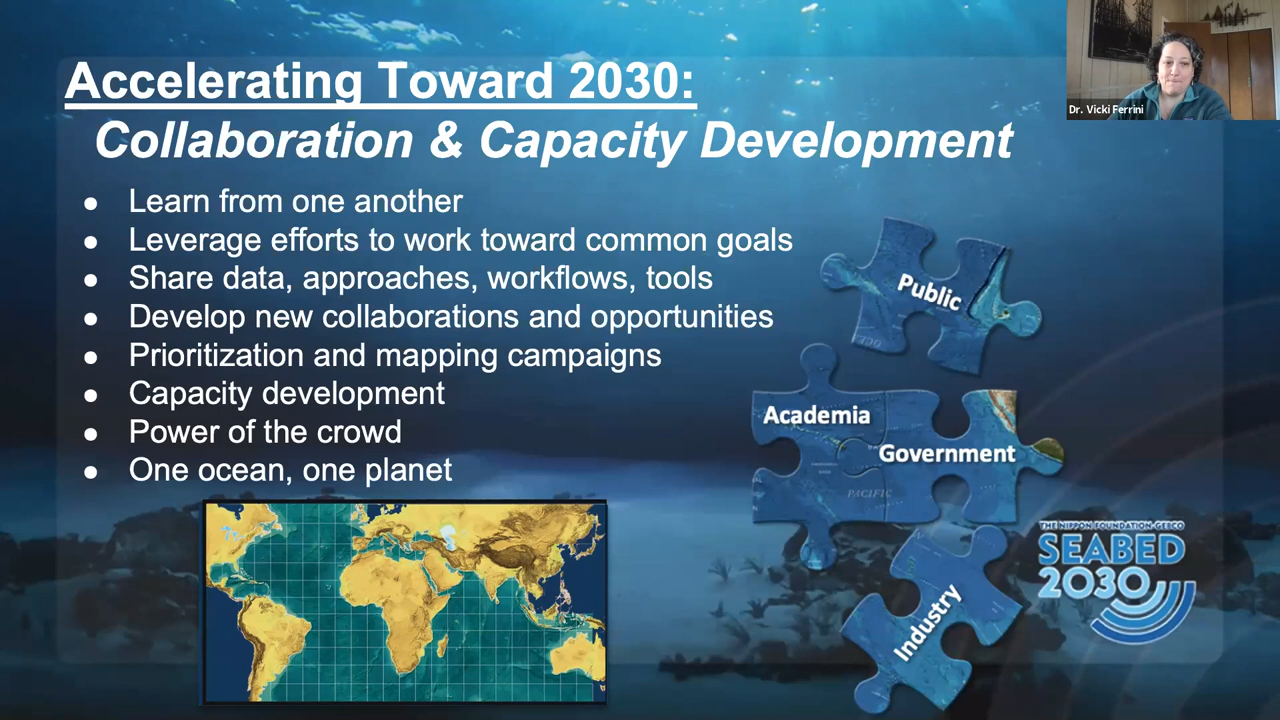 Accelerating Toward 2030:
Collaboration & Capacity Development
Dr. Vicki Ferrini
● Learn from one another
● Leverage efforts to work toward common goals
● Share data, approaches, workflows, tools
● Develop new collaborations and opportunities
● Prioritization and mapping campaigns
● Capacity development
● Power of the crowd
● One ocean, one planet
Public
Academia
Government
PACIFIC
Industry
THE NIPPON FOUNDATION-GEBCO
SEABED
2030